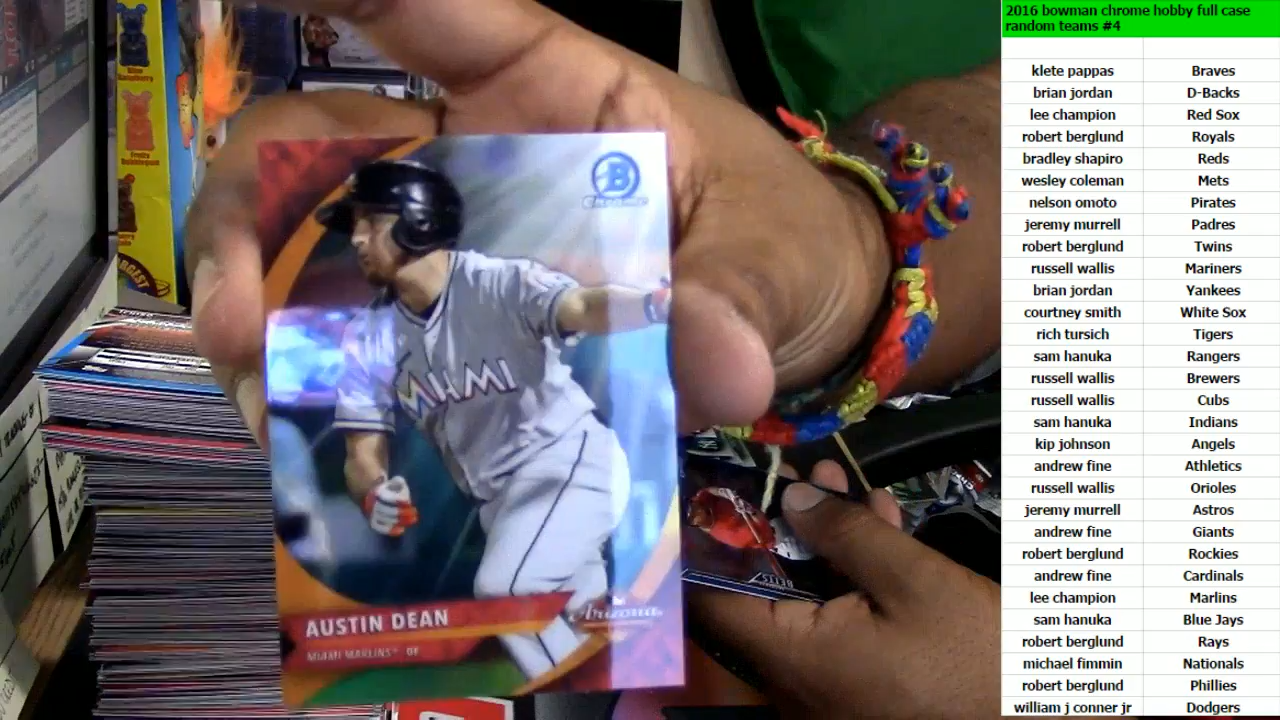 2016 bowman chrome hobby full case
random teams #4
klete pappas Braves
brian jordan D-Backs
lee champion Red Sox
robert berglund Royals
bradley shapiro Reds
wesley coleman Mets
nelson omoto Pirates
jeremy murrell Padres
robert berglund Twins
russell wallis Mariners
brian jordan Yankees
courtney smith White Sox
rich tursich Tigers
sam hanuka Rangers
russell wallis Brewers
russell wallis Cubs
sam hanuka Indians
kip johnson Angels
andrew fine Athletics
russell wallis Orioles
jeremy murrell Astros
andrew fine Giants
robert berglund Rockies
andrew fine Cardinals
lee champion Marlins
sam hanuka Blue Jays
robert berglund Rays
michael fimmin Nationals
robert berglund Phillies
william j conner jr Dodgers
B
Chrome
MIAMI
Arizona
AUSTIN DEAN
MIAMI MARLINS OF
BETTS
LARGEST